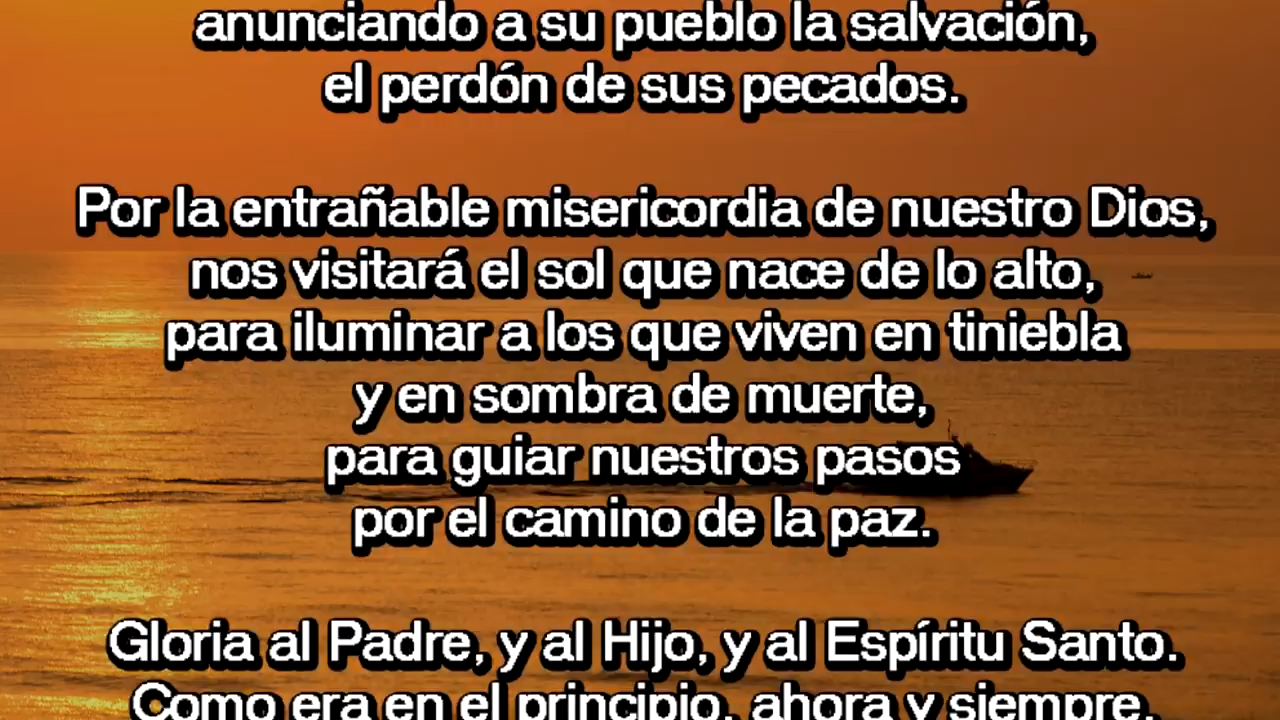 anunciando a su pueblo la salvación,
el perdón de sus pecados.
Por la entrañable misericordia de nuestro Dios,
nos visitará el sol que nace de lo alto,
para iluminar a los que viven en tiniebla
y en sombra de muerte,
para guiar nuestros pasos
por el camino de la paz.
Gloria al Padre, y al Hijo, y al Espíritu Santo.
Como era en el principio, ahora y siempre,